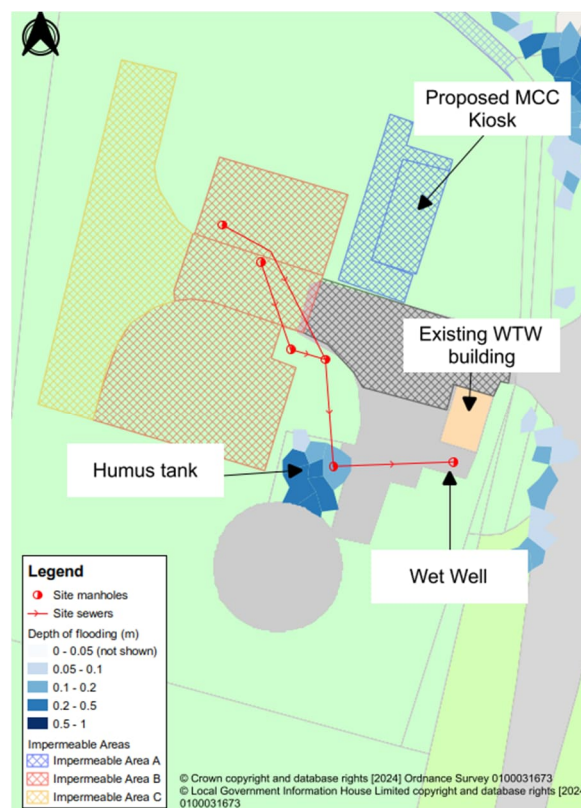 Proposed MCC
Kiosk
Existing WTW
building
Humus tank
Wet Well
Legend
Site manholes
Site sewers
Depth of flooding (m)
0 - 0.05 (not shown)
0.05 - 0.1
0.1 - 0.2
0.2 - 0.5
0.5 - 1
Impermeable Areas
Impermeable Area A
Impermeable Area B
Impermeable Area C
© Crown copyright and database rights [2024] Ordnance Survey 0100031673
© Local Government Information House Limited copyright and database rights [2024
0100031673